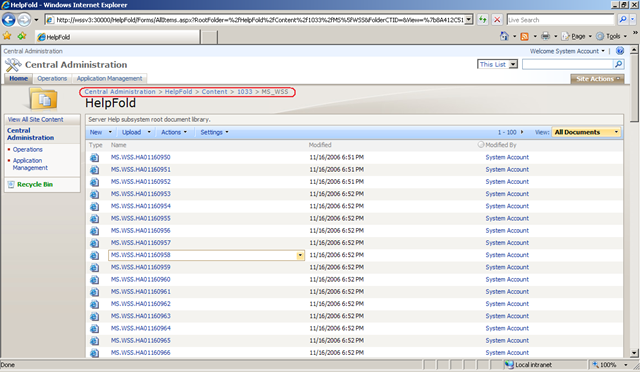 HelpFold - Windows Internet Explorer
http://wssv3:30000/HelpFold/Forms/AllItems.aspx?RootFolder=%2fHelpFold%2fContent%2f1033%2fMS%5fWSS&FolderCTID=&View=%7b8A412C51
Live Search
HelpFold
Page Tools
Central Administration
Welcome System Account
Central Administration
This List
Home Operations Application Management
Site Actions
Central Administration > HelpFold > Content > 1033 > MS_WSS
HelpFold
View All Site Content
Central Administration
Operations
Application Management
Recycle Bin
Server Help subsystem root document library.
New Upload Actions Settings 1 - 100 View: All Documents
Type Name Modified Modified By
MS.WSS.HA01160950 11/16/2006 6:51 PM System Account
MS.WSS.HA01160951 11/16/2006 6:51 PM System Account
MS.WSS.HA01160952 11/16/2006 6:51 PM System Account
MS.WSS.HA01160953 11/16/2006 6:52 PM System Account
MS.WSS.HA01160954 11/16/2006 6:52 PM System Account
MS.WSS.HA01160955 11/16/2006 6:52 PM System Account
MS.WSS.HA01160956 11/16/2006 6:52 PM System Account
MS.WSS.HA01160957 11/16/2006 6:52 PM System Account
MS.WSS.HA01160958 11/16/2006 6:52 PM System Account
MS.WSS.HA01160959 11/16/2006 6:52 PM System Account
MS.WSS.HA01160960 11/16/2006 6:52 PM System Account
MS.WSS.HA01160961 11/16/2006 6:52 PM System Account
MS.WSS.HA01160962 11/16/2006 6:52 PM System Account
MS.WSS.HA01160963 11/16/2006 6:52 PM System Account
MS.WSS.HA01160964 11/16/2006 6:52 PM System Account
MS.WSS.HA01160965 11/16/2006 6:52 PM System Account
MS.WSS.HA01160966 11/16/2006 6:52 PM System Account
Done Local intranet 100%